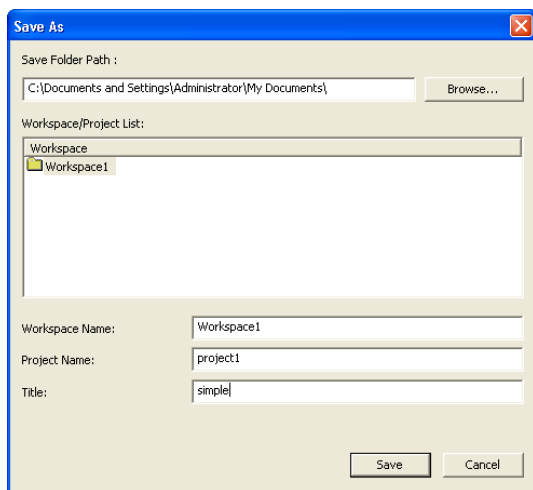 Save As
Save Folder Path :
C:\Documents and Settings\Administrator\My Documents\
Browse...
Workspace/Project List:
Workspace
Workspace1
Workspace Name: Workspace1
Project Name: project1
Title: simple
Save Cancel